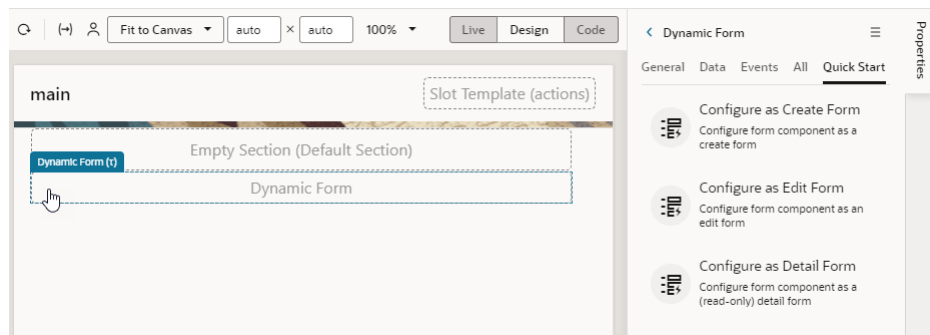 Fit to Canvas auto × auto 100% Live Design Code
main
Slot Template (actions)
Empty Section (Default Section)
Dynamic Form (τ)
Dynamic Form
Dynamic Form
General Data Events All Quick Start
Configure as Create Form
Configure form component as a
create form
Configure as Edit Form
Configure form component as an
edit form
Configure as Detail Form
Configure form component as a
(read-only) detail form
Properties